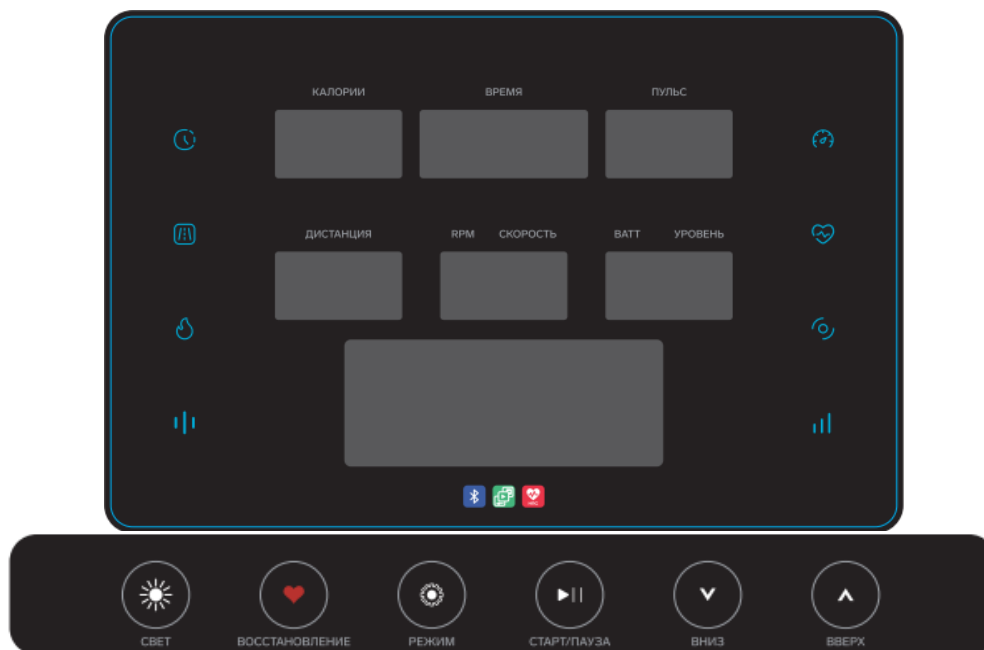 КАЛОРИИ ВРЕМЯ ПУЛЬС
ДИСТАНЦИЯ RPM СКОРОСТЬ ВАТТ УРОВЕНЬ
СВЕТ ВОССТАНОВЛЕНИЕ РЕЖИМ СТАРТ/ПАУЗА ВНИЗ ВВЕРХ